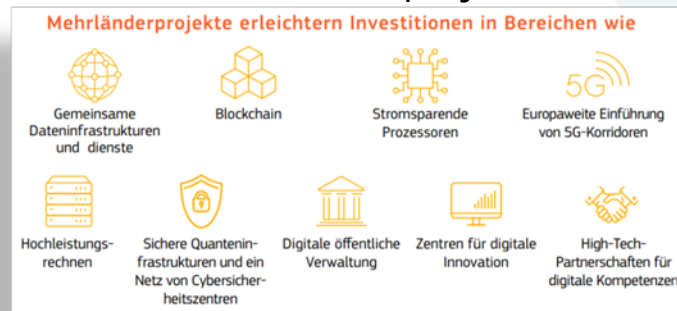 Mehrländerprojekte erleichtern Investitionen in Bereichen wie
Gemeinsame
Dateninfrastrukturen
und dienste
Blockchain
Stromsparende
Prozessoren
5G
Europaweite Einführung
von 5G-Korridoren
Hochleistungs-
rechnen
Sichere Quantenin-
frastrukturen und ein
Netz von Cybersicher-
heitszentren
Digitale öffentliche
Verwaltung
Zentren für digitale
Innovation
High-Tech-
Partnerschaften für
digitale Kompetenzen